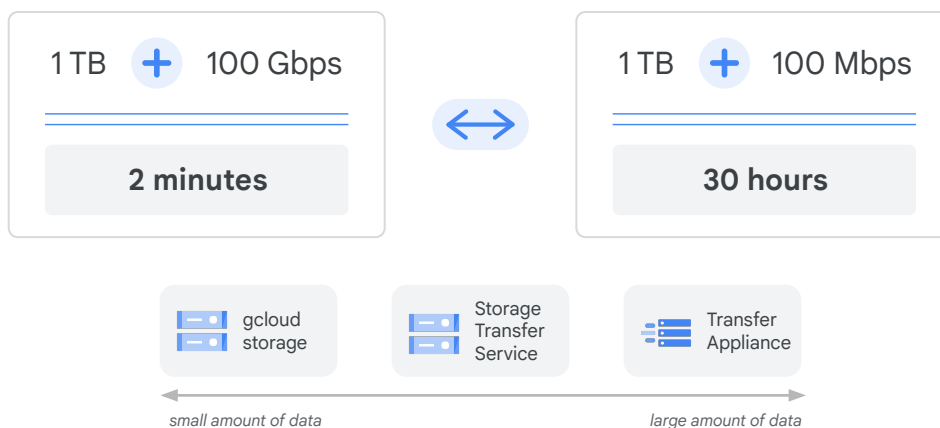 1 TB + 100 Gbps
2 minutes
1 TB + 100 Mbps
30 hours
gcloud
storage
Storage
Transfer
Service
Transfer
Appliance
small amount of data
large amount of data